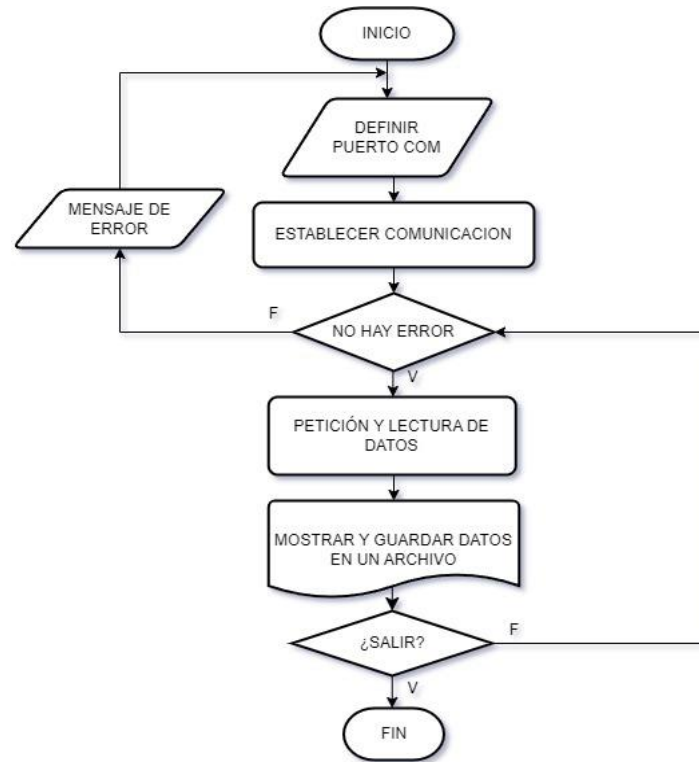 INICIO
DEFINIR
PUERTO COM
MENSAJE DE
ERROR
ESTABLECER COMUNICACION
F
NO HAY ERROR
V
PETICIÓN Y LECTURA DE
DATOS
MOSTRAR Y GUARDAR DATOS
EN UN ARCHIVO
¿SALIR?
F
V
FIN